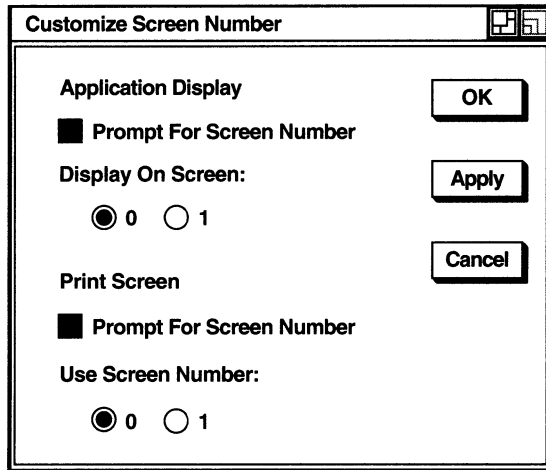 Customize Screen Number
Application Display
OK
Prompt For Screen Number
Display On Screen:
Apply
0 1
Cancel
Print Screen
Prompt For Screen Number
Use Screen Number:
0 1